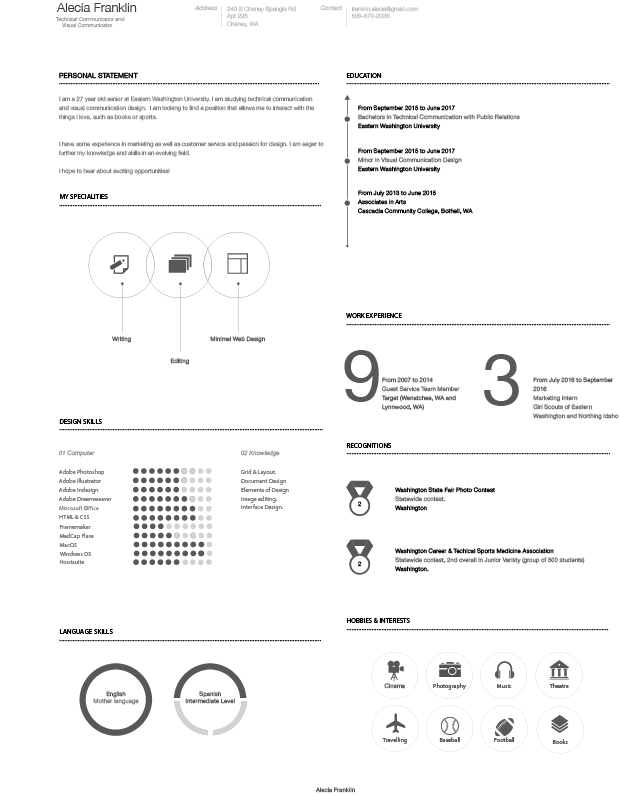 Alecia Franklin
Technical Communicator and
Visual Communicator
Address
240 S Cheney Spangle Rd
Apt 226
Cheney, WA
Contact
franklin.alecia@gmail.com
509-670-2036
PERSONAL STATEMENT
I am a 27 year old senior at Eastern Washington University. I am studying technical communication
and visual communication design. I am looking to find a position that allows me to interact with the
things I love, such as books or sports.
I have some experience in marketing as well as customer service and passion for design. I am eager to
further my knowledge and skills in an evolving field.
I hope to hear about exciting opportunities!
MY SPECIALITIES
Writing
Editing
Minimal Web Design
DESIGN SKILLS
01 Computer
Adobe Photoshop
Adobe Illustrator
Adobe Indesign
Adobe Dreamweaver
Mircosoft Office
HTML & CSS
Framemaker
MadCap Flare
MacOS
Windows OS
Hootsuite
02 Knowledge
Grid & Layout.
Document Design
Elements of Design
Image editing.
Interface Design.
LANGUAGE SKILLS
English
Mother language
Spanish
Intermediate Level
EDUCATION
From September 2015 to June 2017
Bachelors in Technical Communication with Public Relations
Eastern Washington University
From September 2015 to June 2017
Minor in Visual Communication Design
Eastern Washington University
From July 2013 to June 2015
Associates in Arts
Cascadia Community College, Bothell, WA
WORK EXPERIENCE
9
From 2007 to 2014
Guest Service Team Member
Target (Wenatchee, WA and
Lynnwood, WA)
3
From July 2016 to September
2016
Marketing Intern
Girl Scouts of Eastern
Washington and Northing Idaho
RECOGNITIONS
2
Washington State Fair Photo Contest
Statewide contest.
Washington
2
Washington Career & Techical Sports Medicine Association
Statewide contest, 2nd overall in Junior Varisty (group of 500 students)
Washington.
HOBBIES & INTERESTS
Cinema
Photography
Music
Theatre
Travelling
Baseball
Football
Books
Alecia Franklin